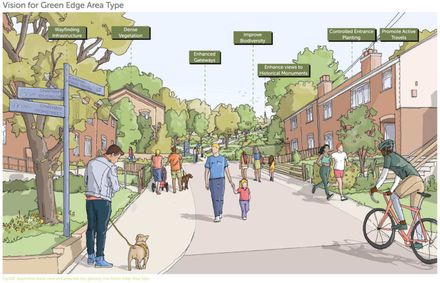 Vision for Green Edge Area Type
Wayfinding
Infrastructure
Dense
Vegetation
Enhanced
Gateways
Improve
Biodiversity
Enhance views to
Historical Monuments
Controlled Entrance
Planting
Promote Active
Travels